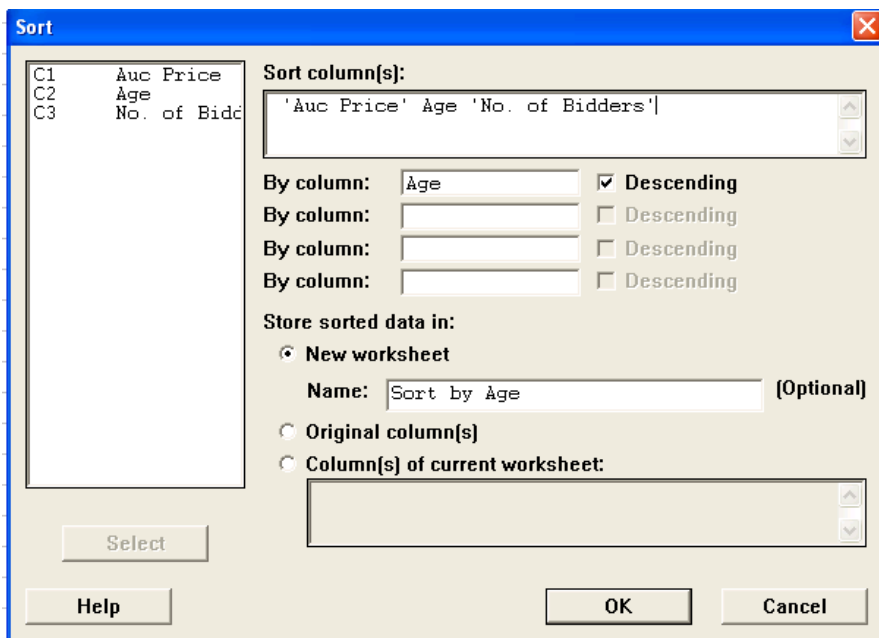 Sort
C1 Auc Price
C2 Age
C3 No. of Bidd
Sort column(s):
'Auc Price' Age 'No. of Bidders'
By column: Age Descending
By column: Descending
By column: Descending
By column: Descending
Store sorted data in:
New worksheet
Name: Sort by Age (Optional)
Original column(s)
Column(s) of current worksheet:
Select
Help OK Cancel